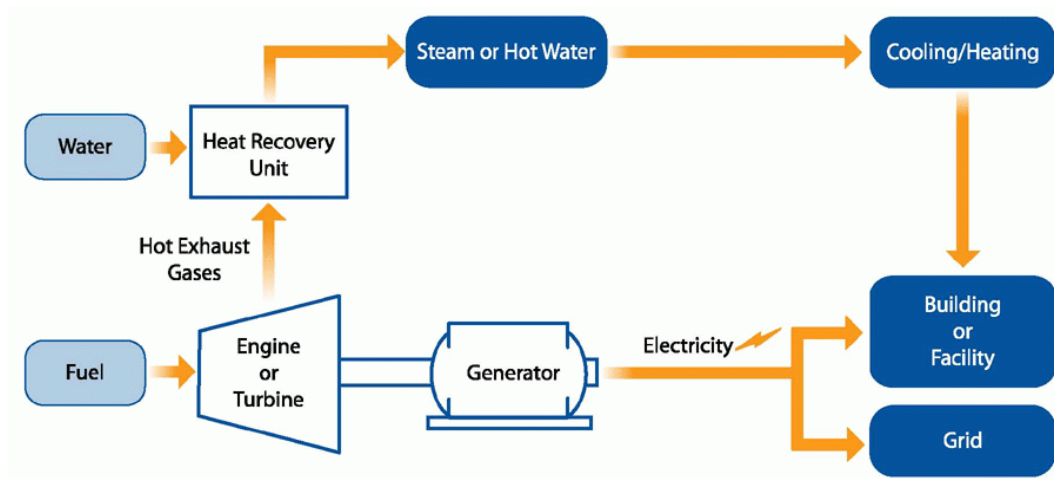 Steam or Hot Water
Cooling/Heating
Water
Heat Recovery
Unit
Hot Exhaust
Gases
Fuel
Engine
or
Turbine
Generator
Electricity
Building
or
Facility
Grid